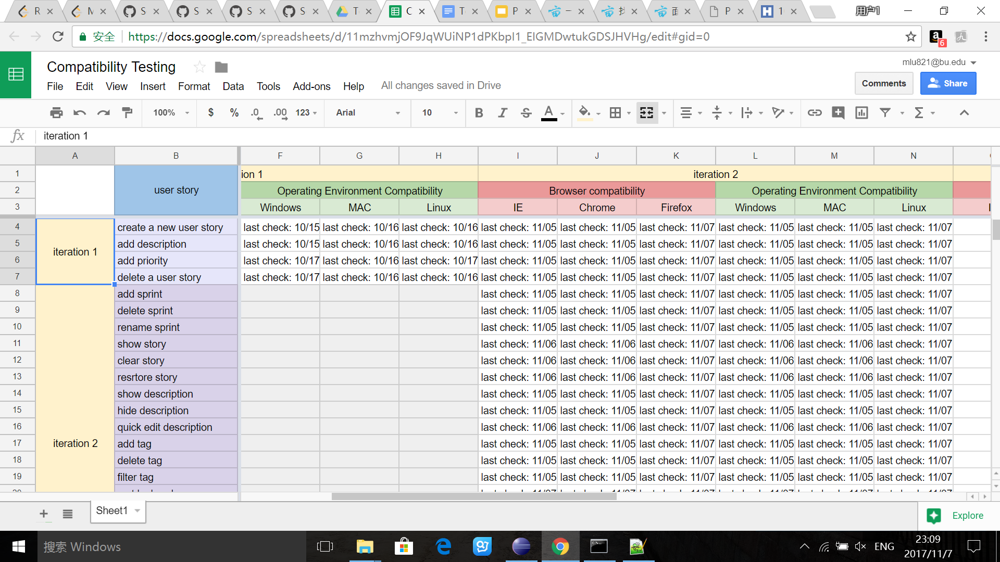 R M S S S S T C T P 一 找 面 P 1 用户1
安全 https://docs.google.com/spreadsheets/d/11mzhvmjOF9JqWUiNP1dPKbpI1_EIGMDwtukGDSJHVHg/edit#gid=0 6
Compatibility Testing mlu821@bu.edu
File Edit View Insert Format Data Tools Add-ons Help All changes saved in Drive Comments Share
100% $ % .0 .00 123 Arial 10 B I S A
fx iteration 1
A B F G H I J K L M N
1 ion 1 iteration 2
2 user story Operating Environment Compatibility Browser compatibility Operating Environment Compatibility
3 Windows MAC Linux IE Chrome Firefox Windows MAC Linux
4 create a new user story last check: 10/15 last check: 10/16 last check: 10/16 last check: 11/05 last check: 11/05 last check: 11/07 last check: 11/05 last check: 11/05 last check: 11/07
5 add description last check: 10/15 last check: 10/16 last check: 10/16 last check: 11/05 last check: 11/05 last check: 11/07 last check: 11/05 last check: 11/05 last check: 11/07
iteration 1
6 add priority last check: 10/17 last check: 10/16 last check: 10/17 last check: 11/05 last check: 11/05 last check: 11/07 last check: 11/05 last check: 11/05 last check: 11/07
7 delete a user story last check: 10/17 last check: 10/16 last check: 10/16 last check: 11/05 last check: 11/05 last check: 11/07 last check: 11/05 last check: 11/05 last check: 11/07
8 add sprint last check: 11/05 last check: 11/05 last check: 11/07 last check: 11/05 last check: 11/05 last check: 11/07
9 delete sprint last check: 11/05 last check: 11/05 last check: 11/07 last check: 11/05 last check: 11/05 last check: 11/07
10 rename sprint last check: 11/05 last check: 11/05 last check: 11/07 last check: 11/05 last check: 11/05 last check: 11/07
11 show story last check: 11/06 last check: 11/06 last check: 11/07 last check: 11/06 last check: 11/06 last check: 11/07
12 clear story last check: 11/06 last check: 11/06 last check: 11/07 last check: 11/06 last check: 11/06 last check: 11/07
13 resrtore story last check: 11/06 last check: 11/06 last check: 11/07 last check: 11/06 last check: 11/06 last check: 11/07
14 show description last check: 11/05 last check: 11/05 last check: 11/07 last check: 11/05 last check: 11/05 last check: 11/07
15 hide description last check: 11/05 last check: 11/05 last check: 11/07 last check: 11/05 last check: 11/05 last check: 11/07
16 quick edit description last check: 11/06 last check: 11/06 last check: 11/07 last check: 11/06 last check: 11/06 last check: 11/07
17 iteration 2 add tag last check: 11/05 last check: 11/05 last check: 11/07 last check: 11/05 last check: 11/05 last check: 11/07
18 delete tag last check: 11/05 last check: 11/05 last check: 11/07 last check: 11/05 last check: 11/05 last check: 11/07
19 filter tag last check: 11/05 last check: 11/05 last check: 11/07 last check: 11/05 last check: 11/05 last check: 11/07
Sheet1 Explore
搜索 Windows ENG 23:09
2017/11/7